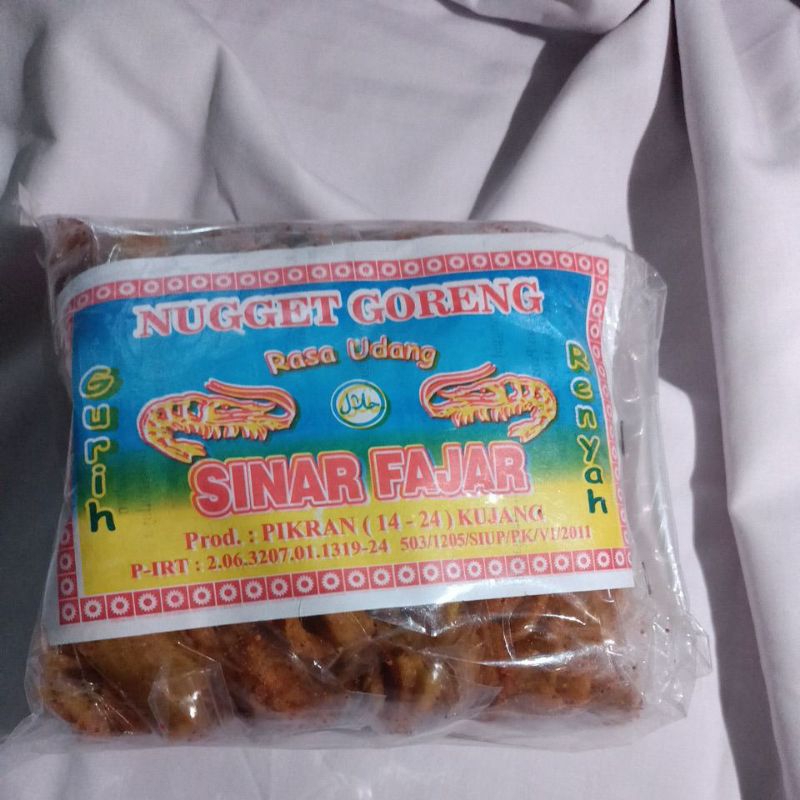 NUGGET GORENG
Rasa Udang
Gurih
حلال
Renyah
SINAR FAJAR
Prod. : PIKRAN ( 14 - 24 ) KUJANG
P-IRT : 2.06.3207.01.1319-24 503/1205/SIUP/P.K/VI/2011